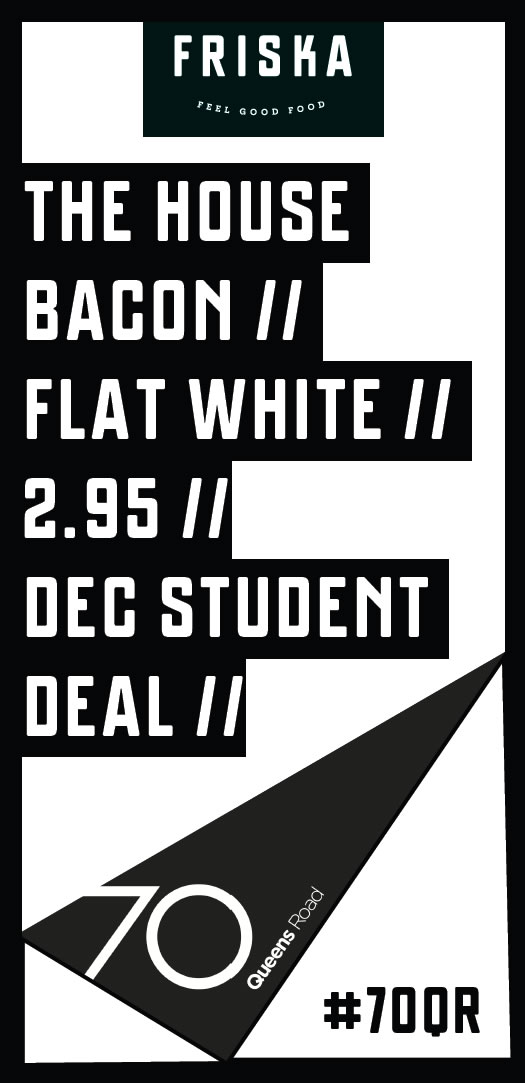 FRISKA
FEEL GOOD FOOD
THE HOUSE
BACON //
FLAT WHITE //
2.95 //
DEC STUDENT
DEAL //
70
Queens Road
#70QR